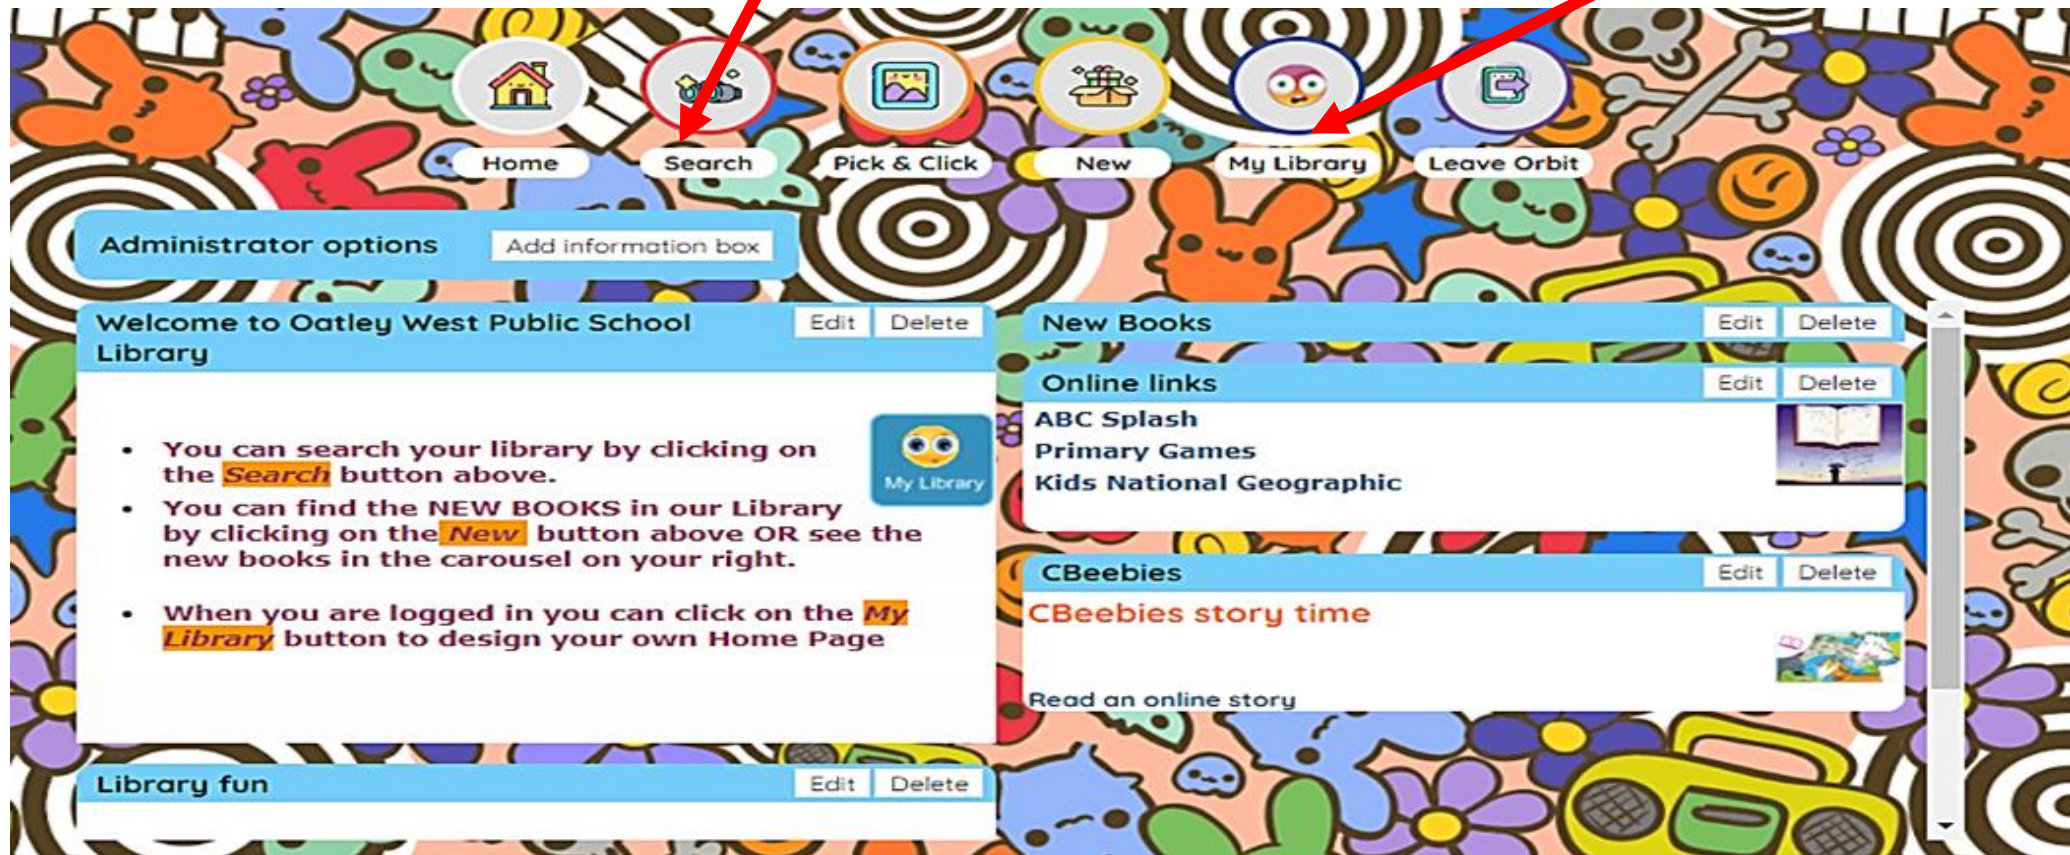 Home
Search
Pick & Click
New
My Library
Leave Orbit
Administrator options
Add information box
Welcome to Oatley West Public School
Library
Edit
Delete
• You can search your library by clicking on
the Search button above.
My Library
• You can find the NEW BOOKS in our Library
by clicking on the New button above OR see the
new books in the carousel on your right.
• When you are logged in you can click on the My
Library button to design your own Home Page
Library fun
Edit
Delete
New Books
Edit
Delete
Online links
Edit
Delete
ABC Splash
Primary Games
Kids National Geographic
CBeebies
Edit
Delete
CBeebies story time
Read an online story